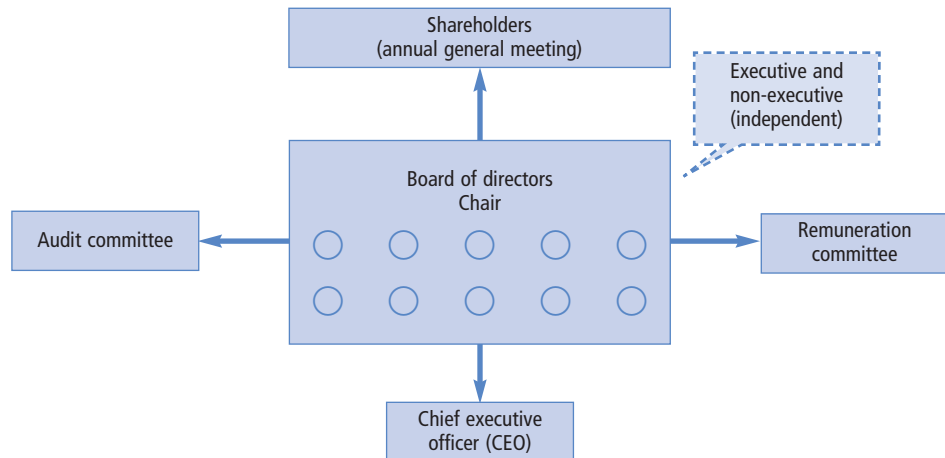 Shareholders
(annual general meeting)
Executive and
non-executive
(independent)
Board of directors
Chair
Audit committee
Remuneration
committee
Chief executive
officer (CEO)